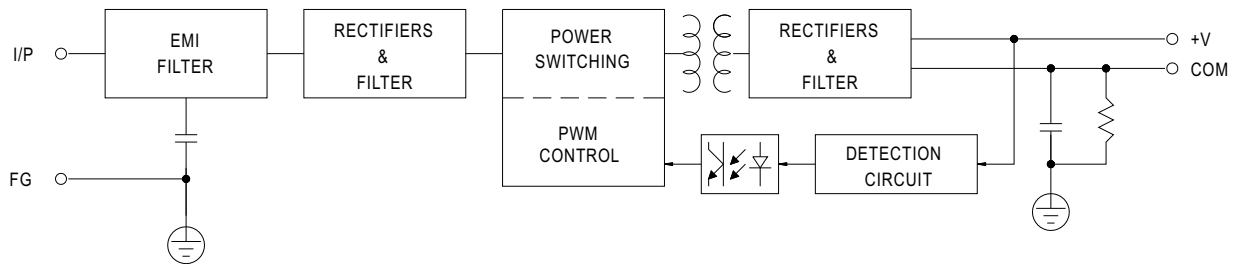 I/P
EMI
FILTER
RECTIFIERS
&
FILTER
POWER
SWITCHING
PWM
CONTROL
RECTIFIERS
&
FILTER
+V
COM
DETECTION
CIRCUIT
FG